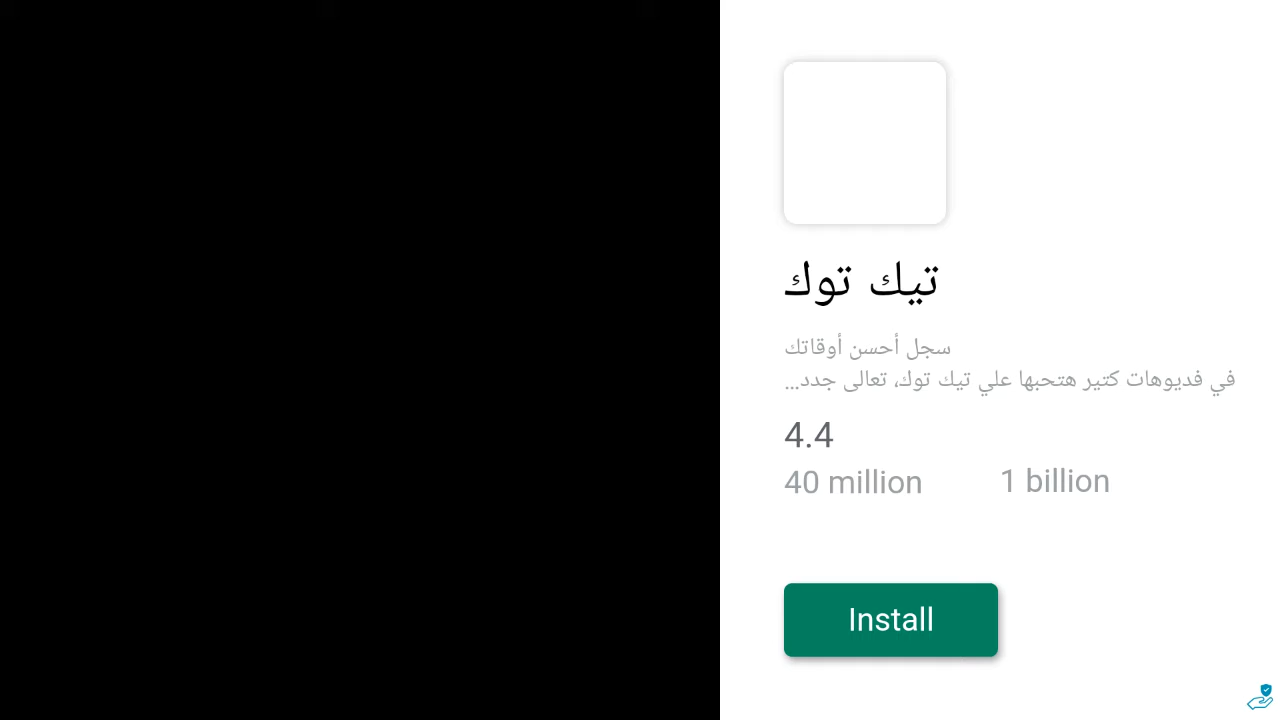 تيك توك
سجل أحسن أوقاتك
في فديوهات كتير هتحبها علي تيك توك، تعالى جدد...
4.4
40 million 1 billion
Install